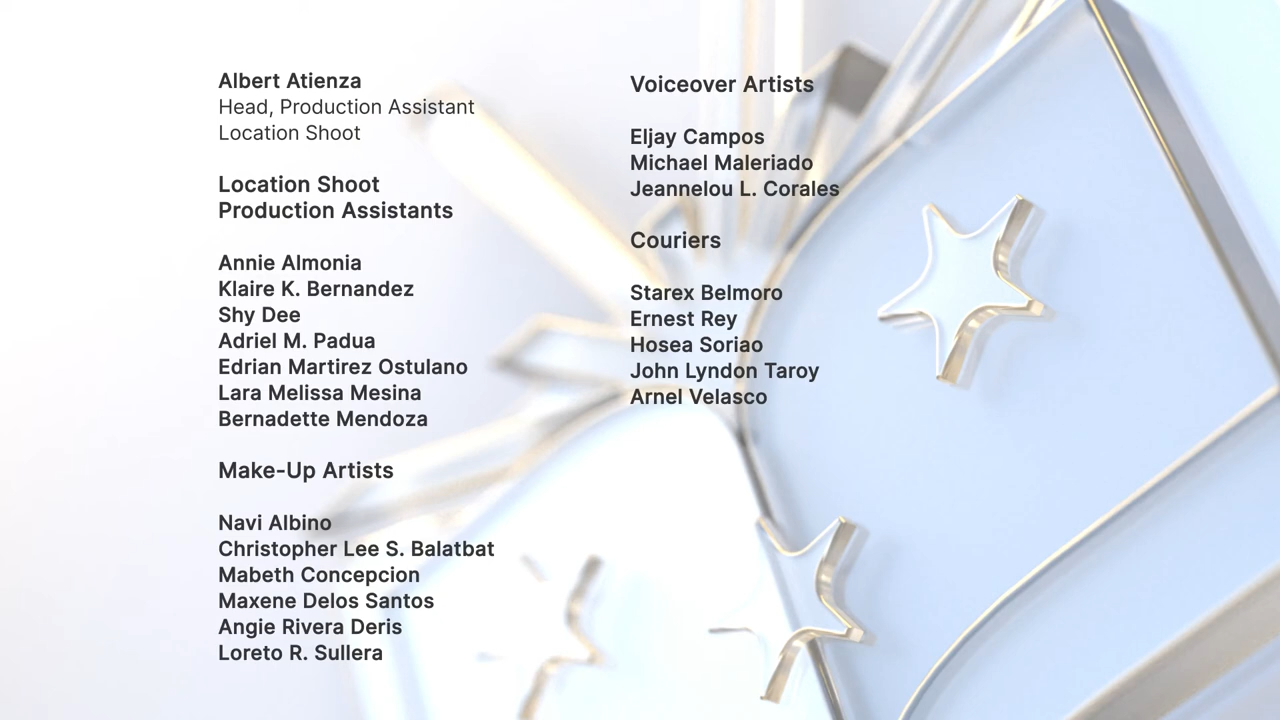 Albert Atienza
Head, Production Assistant
Location Shoot
Location Shoot
Production Assistants
Annie Almonia
Klaire K. Bernandez
Shy Dee
Adriel M. Padua
Edrian Martirez Ostulano
Lara Melissa Mesina
Bernadette Mendoza
Make-Up Artists
Navi Albino
Christopher Lee S. Balatbat
Mabeth Concepcion
Maxene Delos Santos
Angie Rivera Deris
Loreto R. Sullera
Voiceover Artists
Eljay Campos
Michael Maleriado
Jeannelou L. Corales
Couriers
Starex Belmoro
Ernest Rey
Hosea Soriao
John Lyndon Taroy
Arnel Velasco